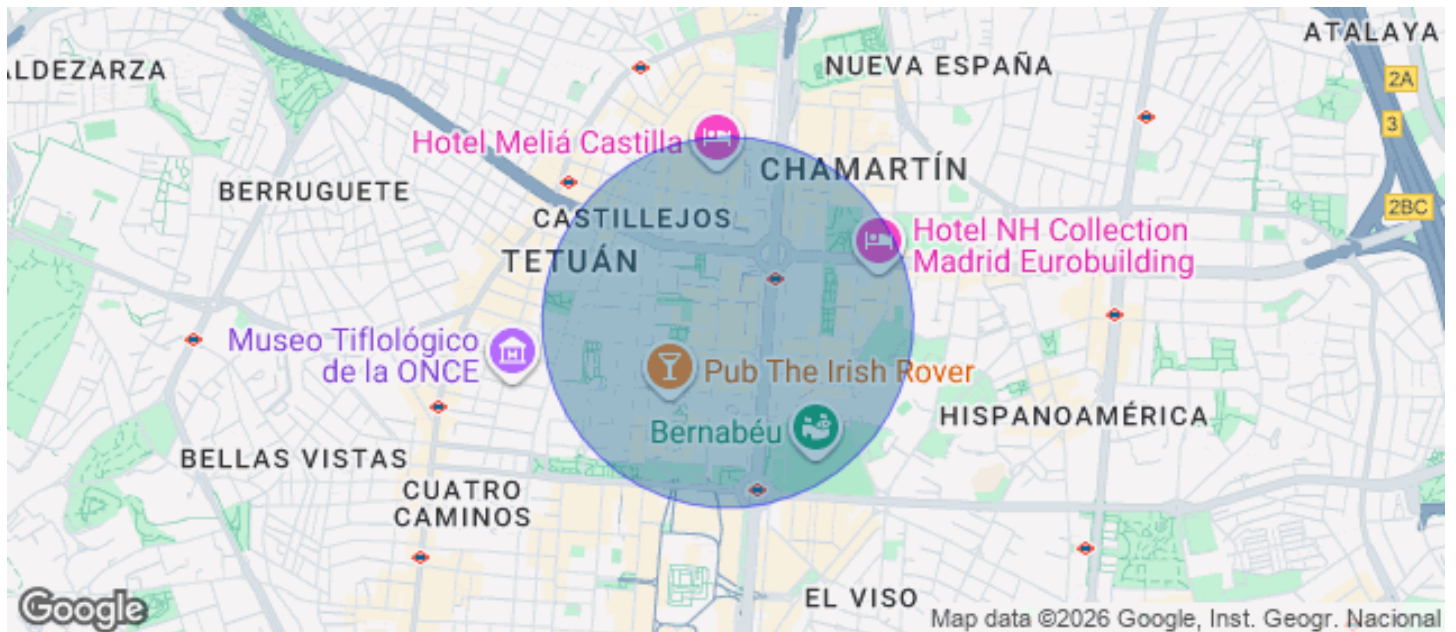 ATALAYA
ALDEZARZA
NUEVA ESPAÑA
2A
3
Hotel Meliá Castilla
CHAMARTÍN
BERRUGUETE
2BC
CASTILLEJOS
Hotel NH Collection
Madrid Eurobuilding
TETUÁN
Museo Tiflológico
de la ONCE
Pub The Irish Rover
HISPANOAMÉRICA
Bernabéu
BELLAS VISTAS
CUATRO
CAMINOS
EL VISO
Google
Map data ©2026 Google, Inst. Geogr. Nacional